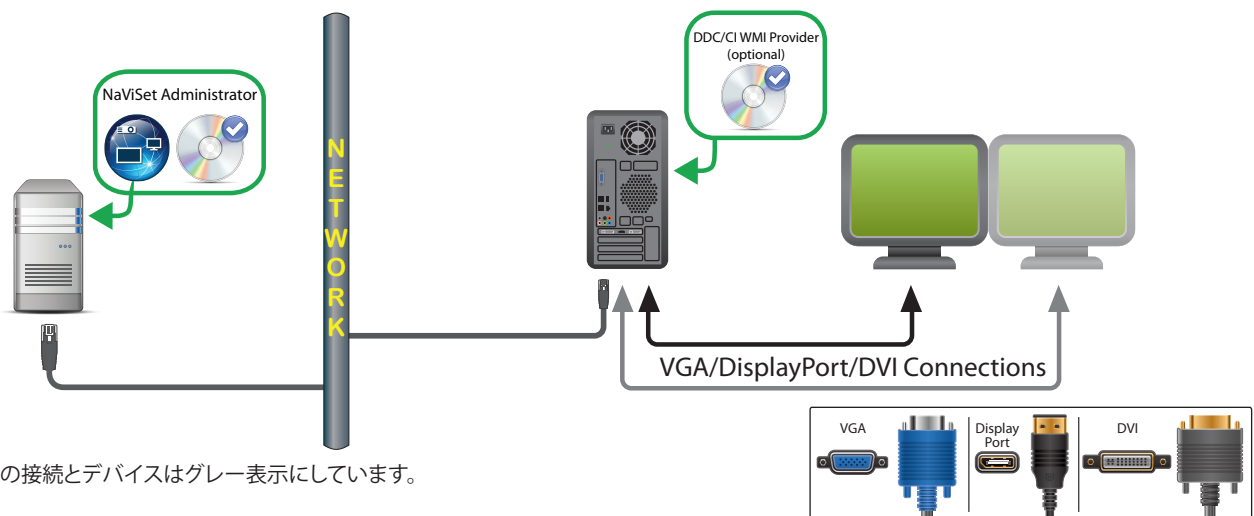 DDC/CI WMI Provider
(optional)
NaViSet Administrator
NETWORK
VGA/DisplayPort/DVI Connections
VGA
Display
Port
DVI
の接続とデバイスはグレー表示にしています。